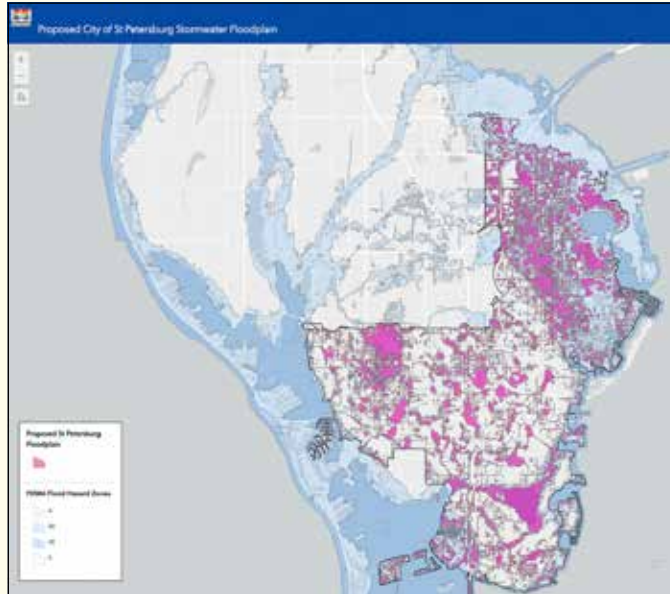 Proposed City of St Petersburg Stormwater Floodplain
Proposed St Petersburg
Floodplain
FEMA Flood Hazard Zones